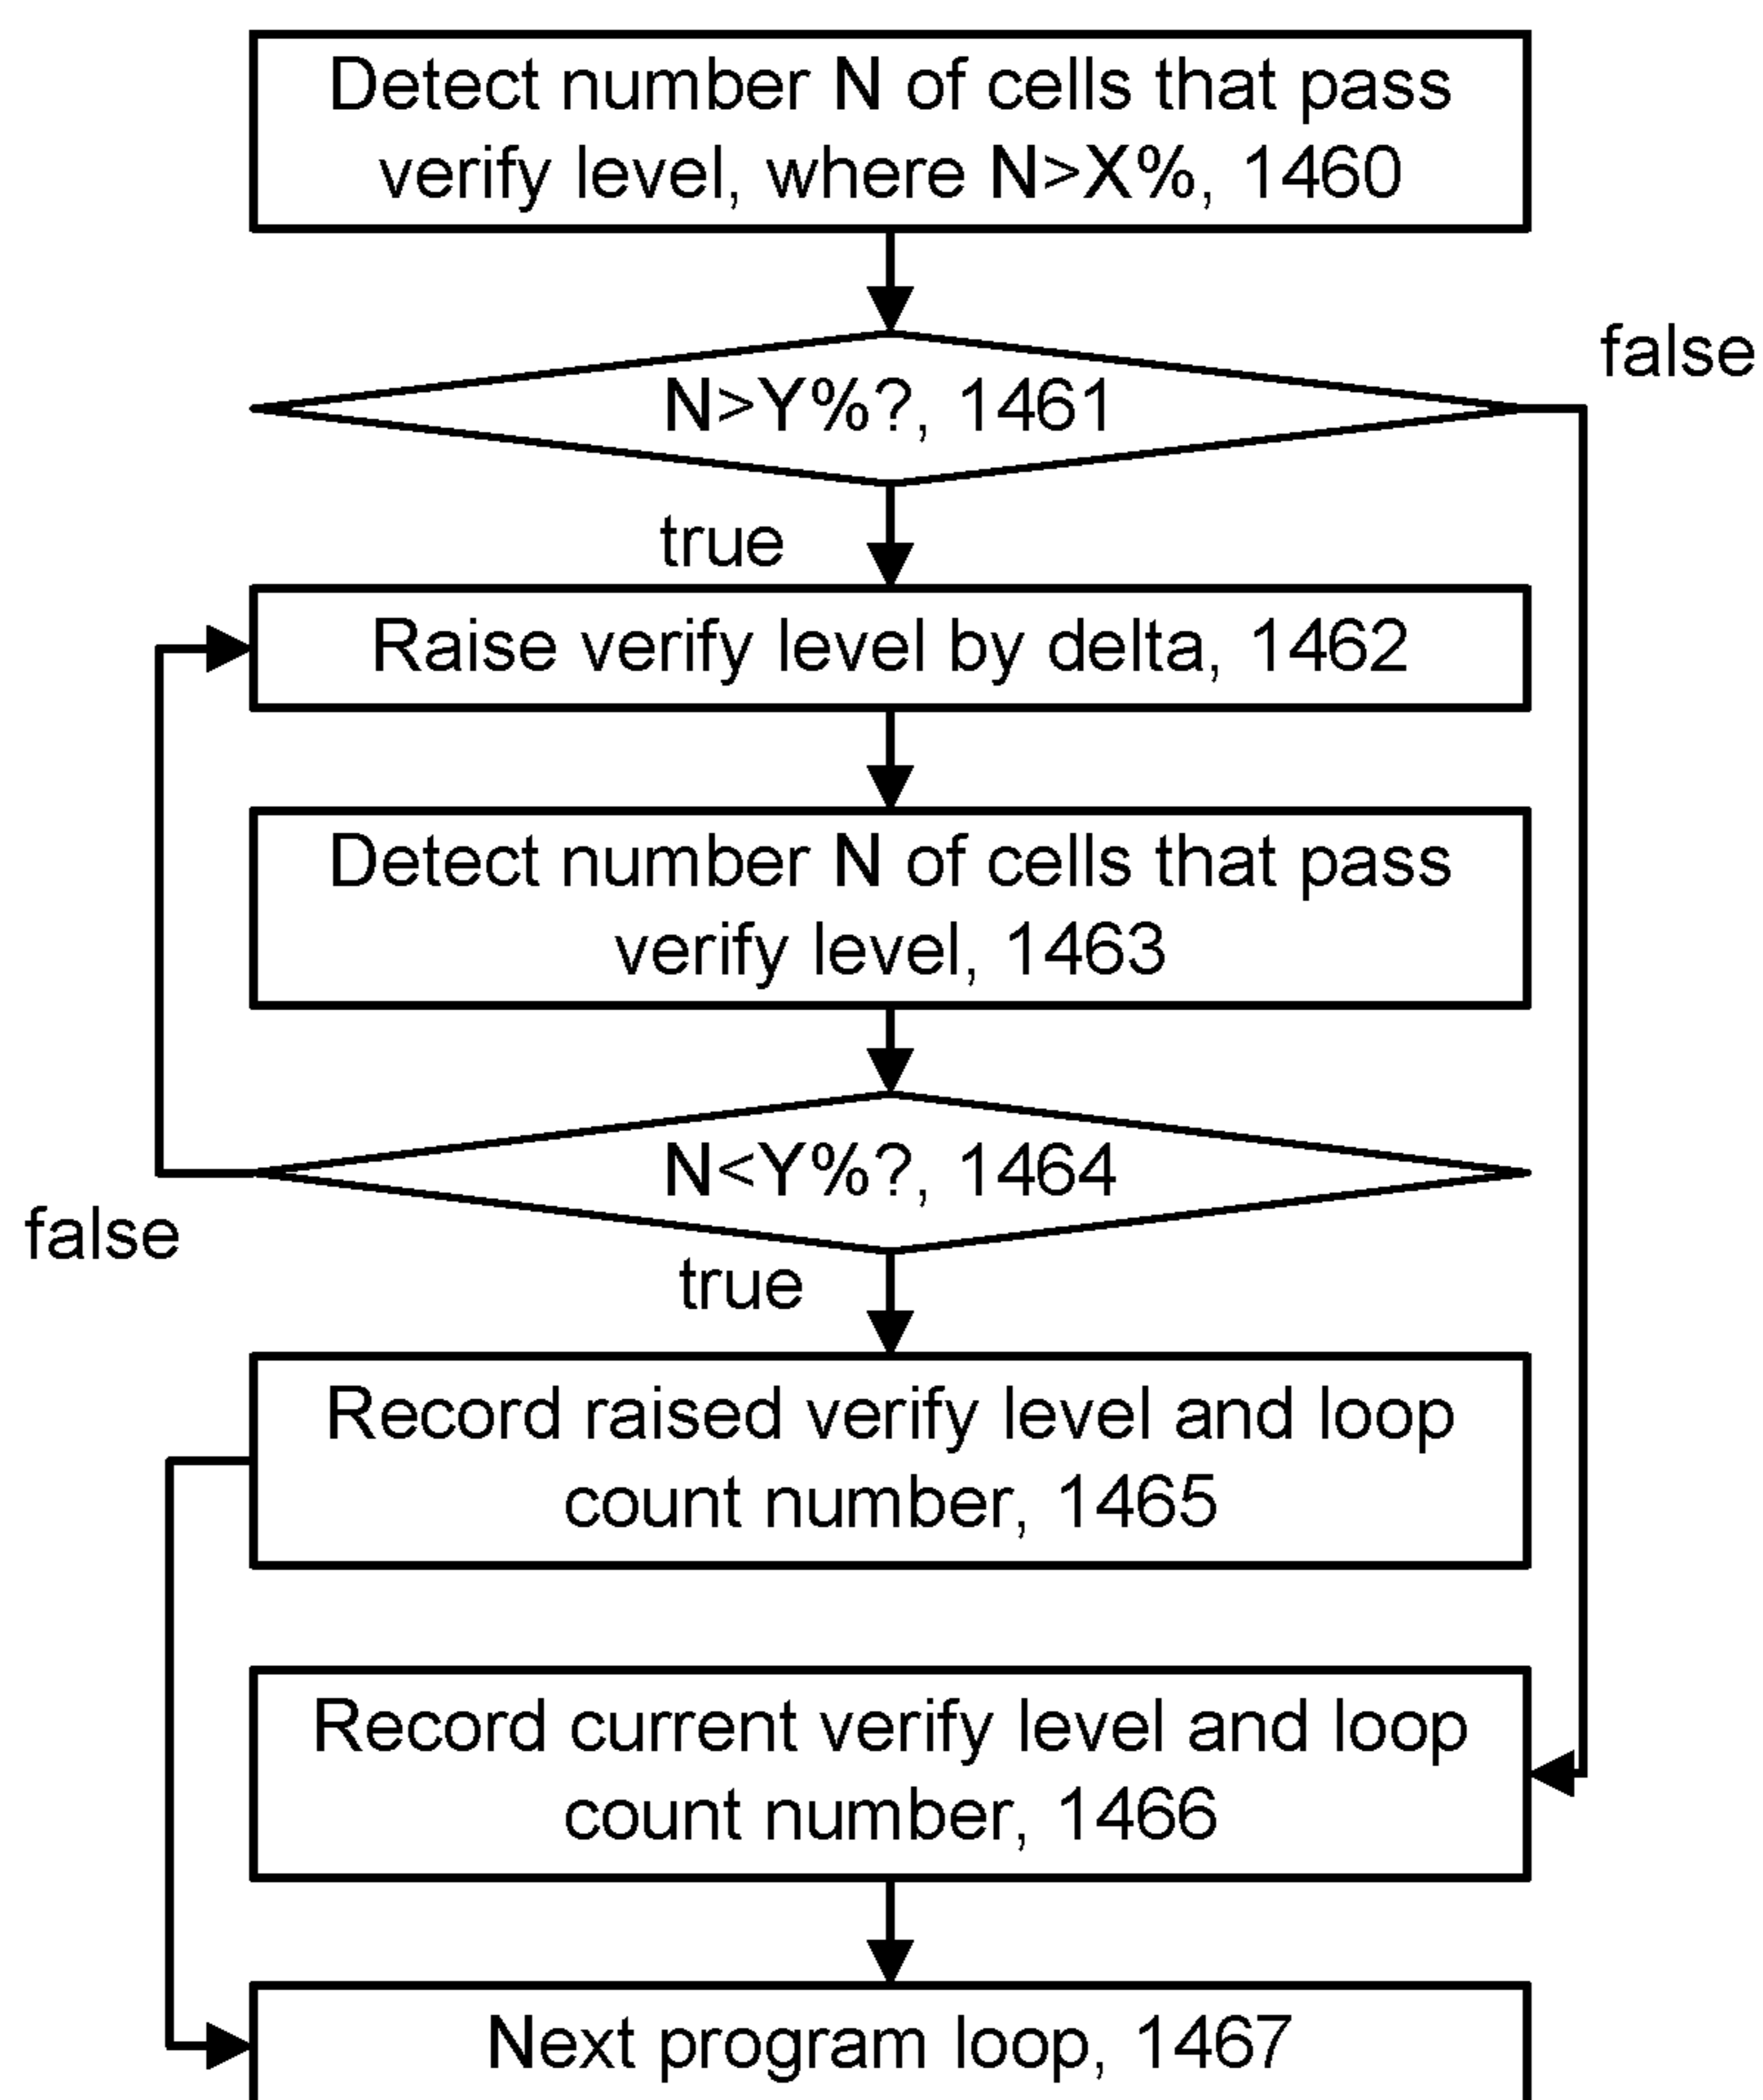 Detect number N of cells that pass
verify level, where N>X%, 1460
false
N>Y%?, 1461
true
Raise verify level by delta, 1462
Detect number N of cells that pass
verify level, 1463
N<Y%?, 1464
false
true
Record raised verify level and loop
count number, 1465
Record current verify level and loop
count number, 1466
Next program loop, 1467